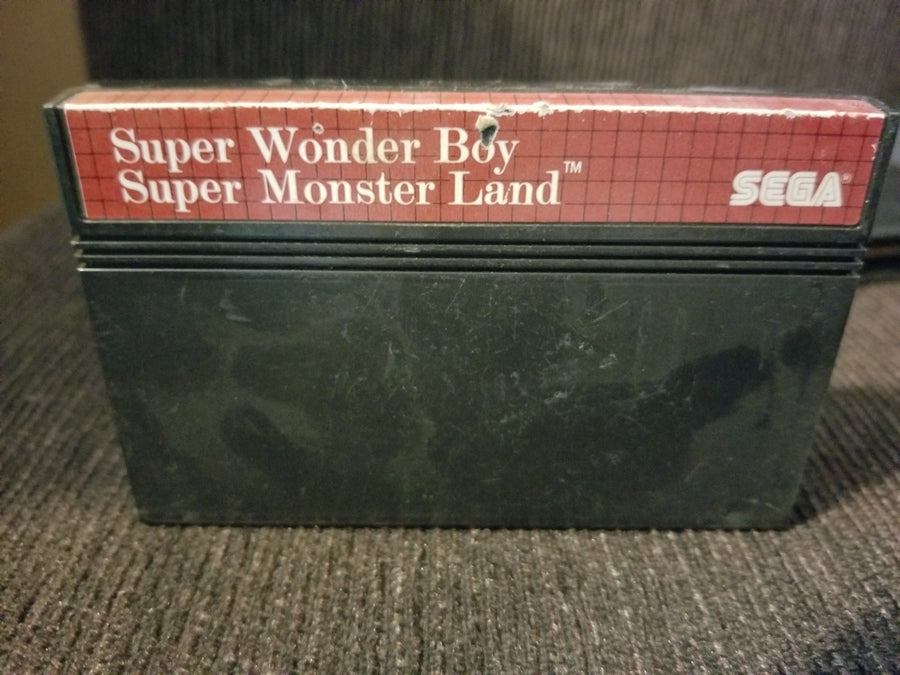 Super Wonder Boy
Super Monster Land™
SEGA®